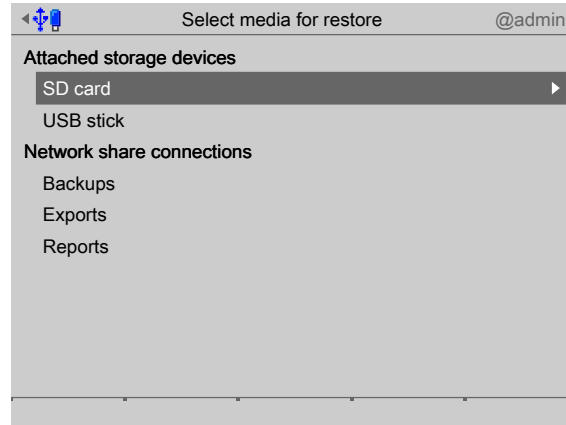 Select media for restore @admin
Attached storage devices
SD card
USB stick
Network share connections
Backups
Exports
Reports